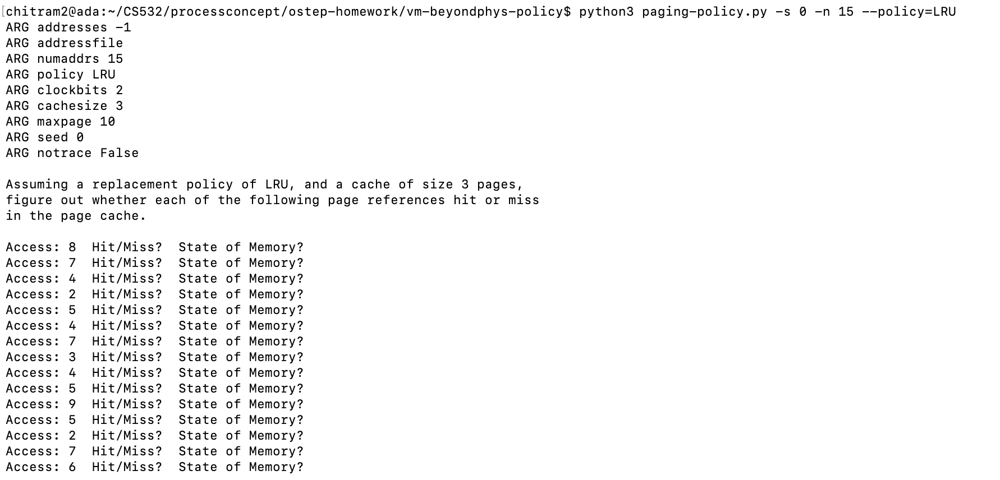 [chitram2@ada:~/CS532/processconcept/ostep-homework/vm-beyondphys-policy$ python3 paging-policy.py -s 0 -n 15 --policy=LRU
ARG addresses -1
ARG addressfile
ARG numaddrs 15
ARG policy LRU
ARG clockbits 2
ARG cachesize 3
ARG maxpage 10
ARG seed 0
ARG notrace False
Assuming a replacement policy of LRU, and a cache of size 3 pages,
figure out whether each of the following page references hit or miss
in the page cache.
Access: 8  Hit/Miss?  State of Memory?
Access: 7  Hit/Miss?  State of Memory?
Access: 4  Hit/Miss?  State of Memory?
Access: 2  Hit/Miss?  State of Memory?
Access: 5  Hit/Miss?  State of Memory?
Access: 4  Hit/Miss?  State of Memory?
Access: 7  Hit/Miss?  State of Memory?
Access: 3  Hit/Miss?  State of Memory?
Access: 4  Hit/Miss?  State of Memory?
Access: 5  Hit/Miss?  State of Memory?
Access: 9  Hit/Miss?  State of Memory?
Access: 5  Hit/Miss?  State of Memory?
Access: 2  Hit/Miss?  State of Memory?
Access: 7  Hit/Miss?  State of Memory?
Access: 6  Hit/Miss?  State of Memory?